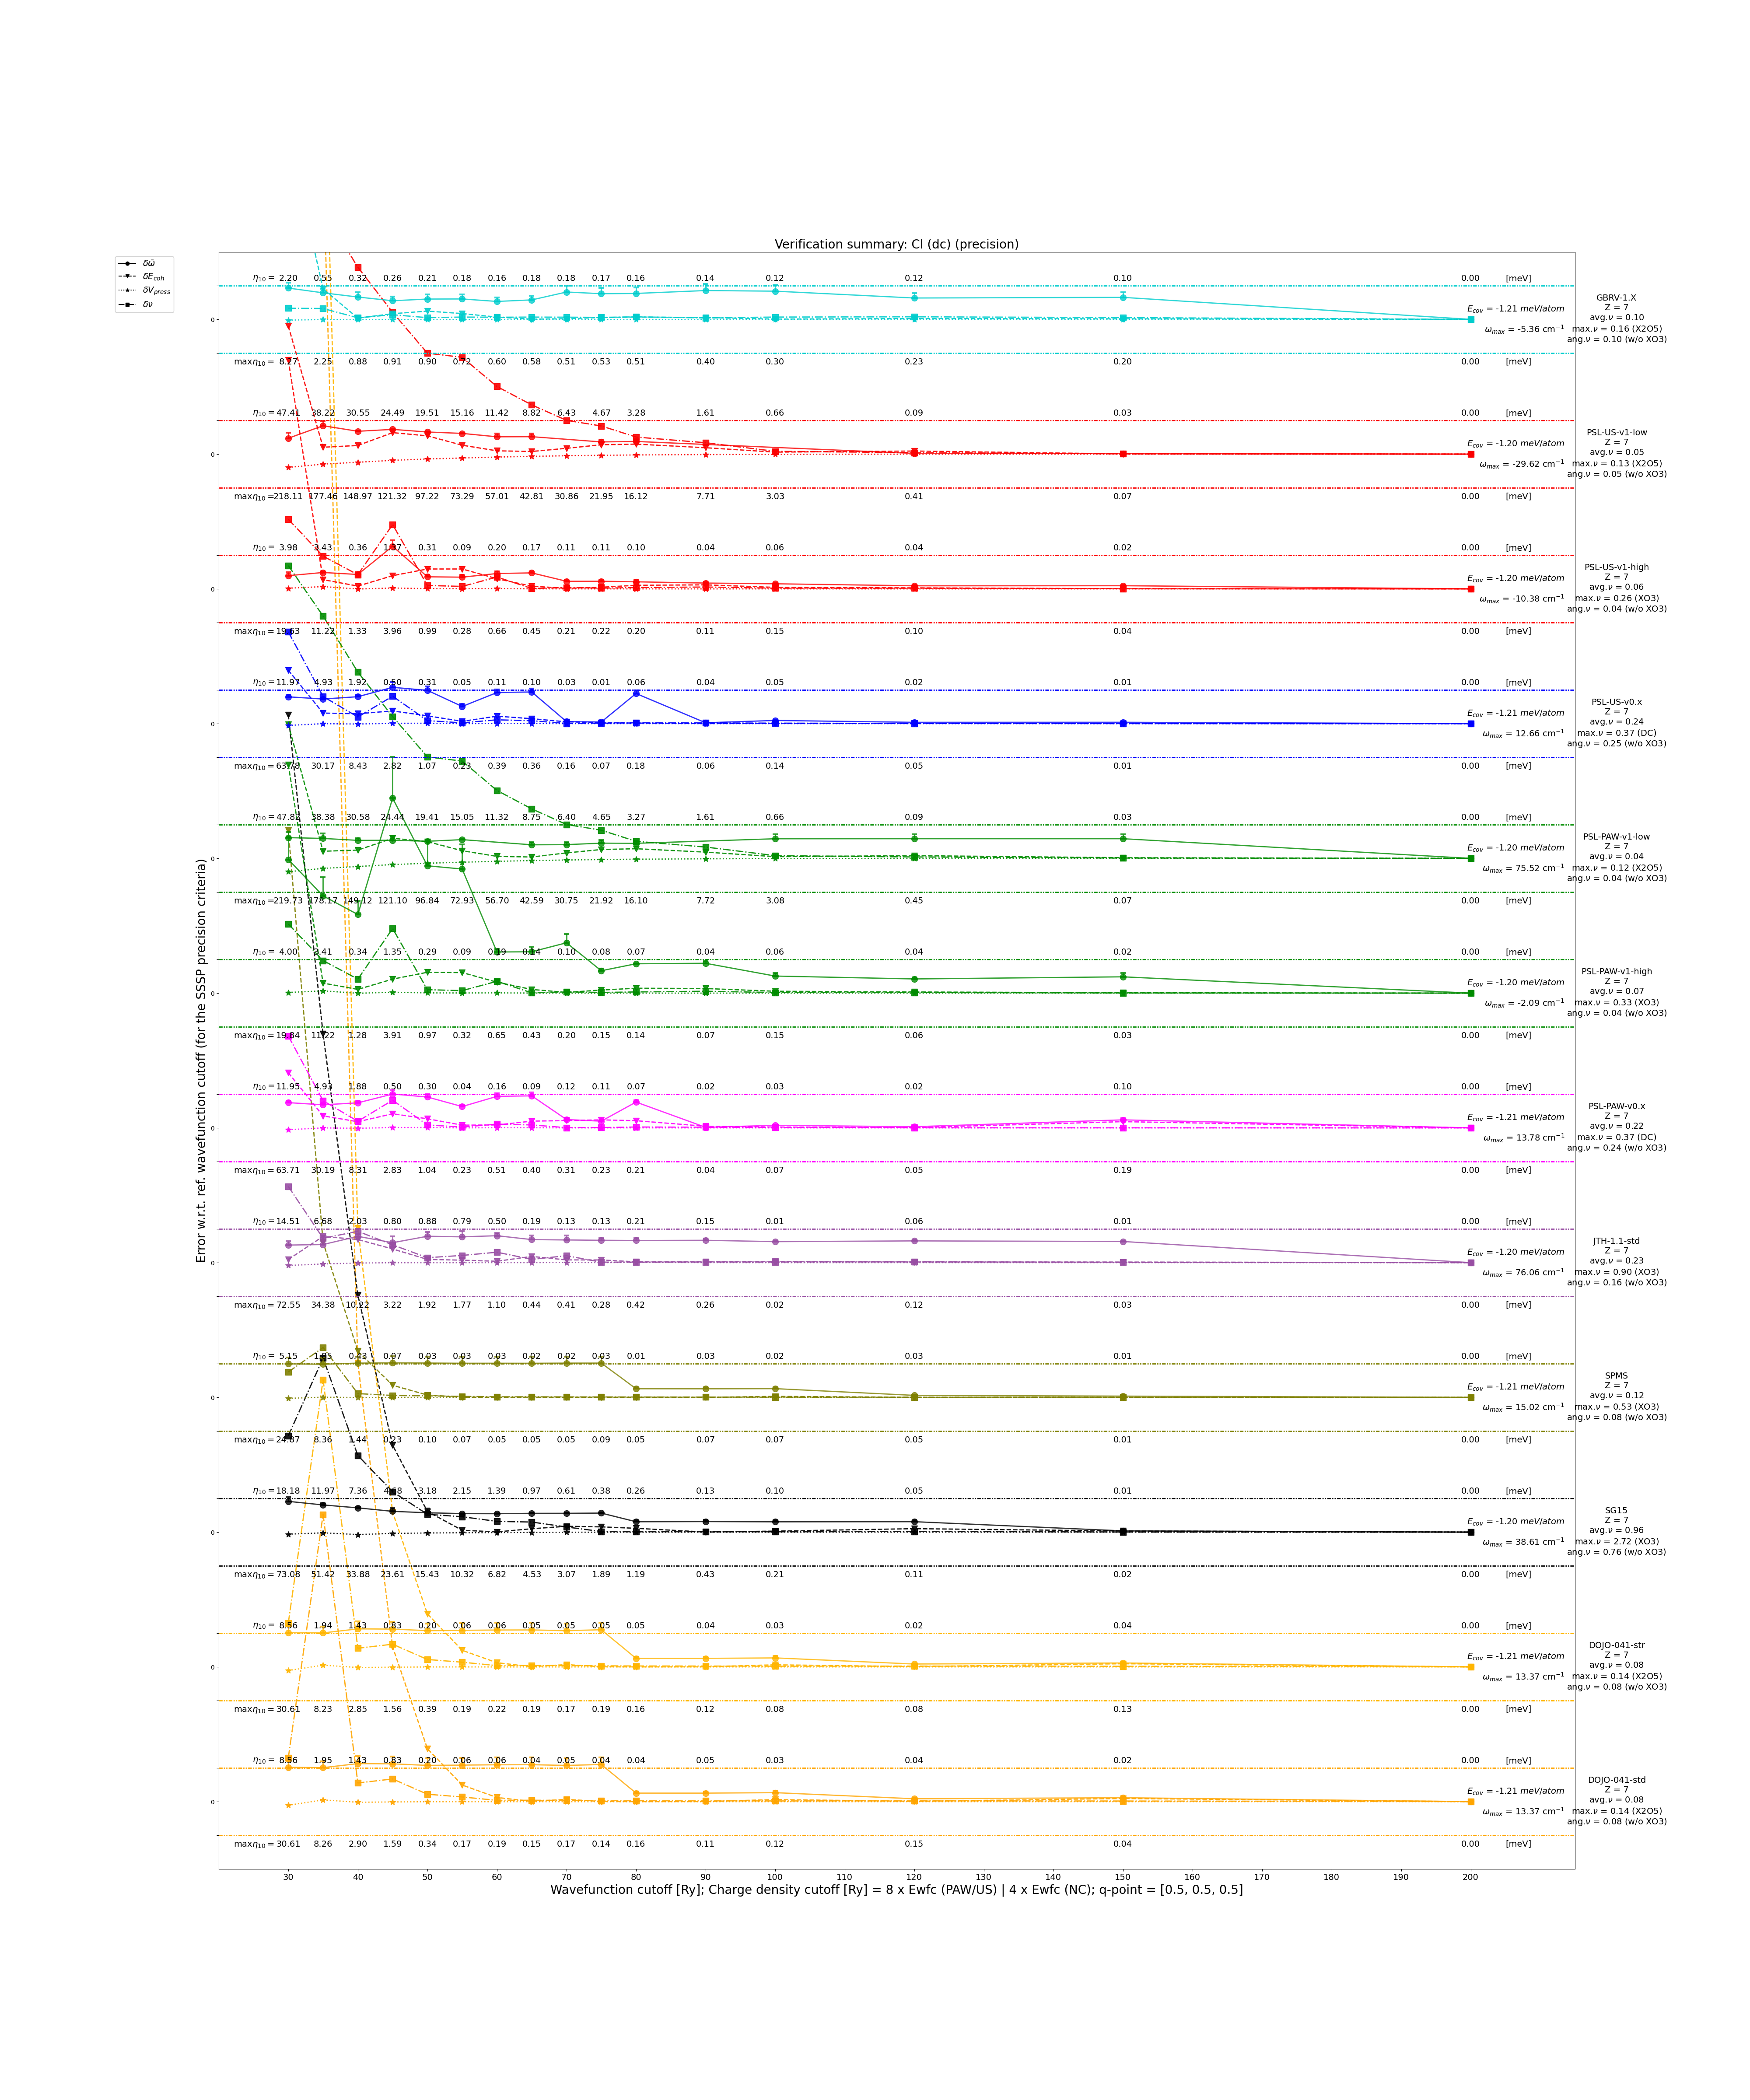 Verification summary: Cl (dc) (precision)
δω̄
δE_coh
δV_press
δν
Error w.r.t. ref. wavefunction cutoff (for the SSSP precision criteria)
η₁₀ = 2.20 0.55 0.32 0.26 0.21 0.18 0.16 0.18 0.18 0.17 0.16 0.14 0.12 0.12 0.10 0.00 [meV]
E_cov = -1.21 meV/atom
ω_max = -5.36 cm⁻¹
maxη₁₀ = 8.27 2.25 0.88 0.91 0.90 0.72 0.60 0.58 0.51 0.53 0.51 0.40 0.30 0.23 0.20 0.00 [meV]
GBRV-1.X
Z = 7
avg.ν = 0.10
max.ν = 0.16 (X2O5)
ang.ν = 0.10 (w/o XO3)
η₁₀ = 47.41 38.22 30.55 24.49 19.51 15.16 11.42 8.82 6.43 4.67 3.28 1.61 0.66 0.09 0.03 0.00 [meV]
E_cov = -1.20 meV/atom
ω_max = -29.62 cm⁻¹
maxη₁₀ = 218.11 177.46 148.97 121.32 97.22 73.29 57.01 42.81 30.86 21.95 16.12 7.71 3.03 0.41 0.07 0.00 [meV]
PSL-US-v1-low
Z = 7
avg.ν = 0.05
max.ν = 0.13 (X2O5)
ang.ν = 0.05 (w/o XO3)
η₁₀ = 3.98 3.43 0.36 0.31 0.09 0.20 0.17 0.11 0.11 0.10 0.04 0.06 0.04 0.02 0.00 [meV]
E_cov = -1.20 meV/atom
ω_max = -10.38 cm⁻¹
maxη₁₀ = 19.63 11.22 1.33 3.96 0.99 0.28 0.66 0.45 0.21 0.22 0.20 0.11 0.15 0.10 0.04 0.00 [meV]
PSL-US-v1-high
Z = 7
avg.ν = 0.06
max.ν = 0.26 (XO3)
ang.ν = 0.04 (w/o XO3)
η₁₀ = 11.97 4.93 1.92 0.50 0.31 0.05 0.11 0.10 0.03 0.01 0.06 0.04 0.05 0.02 0.01 0.00 [meV]
E_cov = -1.21 meV/atom
ω_max = 12.66 cm⁻¹
maxη₁₀ = 63.78 30.17 8.43 2.82 1.07 0.23 0.39 0.36 0.16 0.07 0.18 0.06 0.14 0.05 0.01 0.00 [meV]
PSL-US-v0.x
Z = 7
avg.ν = 0.24
max.ν = 0.37 (DC)
ang.ν = 0.25 (w/o XO3)
η₁₀ = 47.82 38.38 30.58 24.44 19.41 15.05 11.32 8.75 6.40 4.65 3.27 1.61 0.66 0.09 0.03 0.00 [meV]
E_cov = -1.20 meV/atom
ω_max = 75.52 cm⁻¹
maxη₁₀ = 219.73 178.17 149.12 121.10 96.84 72.93 56.70 42.59 30.75 21.92 16.10 7.72 3.08 0.45 0.07 0.00 [meV]
PSL-PAW-v1-low
Z = 7
avg.ν = 0.04
max.ν = 0.12 (X2O5)
ang.ν = 0.04 (w/o XO3)
η₁₀ = 4.00 3.41 0.34 1.35 0.29 0.09 0.19 0.14 0.10 0.08 0.07 0.04 0.06 0.04 0.02 0.00 [meV]
E_cov = -1.20 meV/atom
ω_max = -2.09 cm⁻¹
maxη₁₀ = 19.84 11.22 1.28 3.91 0.97 0.32 0.65 0.43 0.20 0.15 0.14 0.07 0.15 0.06 0.03 0.00 [meV]
PSL-PAW-v1-high
Z = 7
avg.ν = 0.07
max.ν = 0.33 (XO3)
ang.ν = 0.04 (w/o XO3)
η₁₀ = 11.95 4.93 1.88 0.50 0.30 0.04 0.16 0.09 0.12 0.11 0.07 0.02 0.03 0.02 0.10 0.00 [meV]
E_cov = -1.21 meV/atom
ω_max = 13.78 cm⁻¹
maxη₁₀ = 63.71 30.19 8.31 2.83 1.04 0.23 0.51 0.40 0.31 0.23 0.21 0.04 0.07 0.05 0.19 0.00 [meV]
PSL-PAW-v0.x
Z = 7
avg.ν = 0.22
max.ν = 0.37 (DC)
ang.ν = 0.24 (w/o XO3)
η₁₀ = 14.51 6.68 2.03 0.80 0.88 0.79 0.50 0.19 0.13 0.13 0.21 0.15 0.01 0.06 0.01 0.00 [meV]
E_cov = -1.20 meV/atom
ω_max = 76.06 cm⁻¹
maxη₁₀ = 72.55 34.38 10.22 3.22 1.92 1.77 1.10 0.44 0.41 0.28 0.42 0.26 0.02 0.12 0.03 0.00 [meV]
JTH-1.1-std
Z = 7
avg.ν = 0.23
max.ν = 0.90 (XO3)
ang.ν = 0.16 (w/o XO3)
η₁₀ = 5.15 0.43 0.07 0.03 0.03 0.03 0.02 0.02 0.03 0.01 0.03 0.02 0.03 0.01 0.00 [meV]
E_cov = -1.21 meV/atom
ω_max = 15.02 cm⁻¹
maxη₁₀ = 24.87 8.36 1.44 0.23 0.10 0.07 0.05 0.05 0.05 0.09 0.05 0.07 0.07 0.05 0.01 0.00 [meV]
SPMS
Z = 7
avg.ν = 0.12
max.ν = 0.53 (XO3)
ang.ν = 0.08 (w/o XO3)
η₁₀ = 18.18 11.97 7.36 3.18 2.15 1.39 0.97 0.61 0.38 0.26 0.13 0.10 0.05 0.01 0.00 [meV]
E_cov = -1.20 meV/atom
ω_max = 38.61 cm⁻¹
maxη₁₀ = 73.08 51.42 33.88 23.61 15.43 10.32 6.82 4.53 3.07 1.89 1.19 0.43 0.21 0.11 0.02 0.00 [meV]
SG15
Z = 7
avg.ν = 0.96
max.ν = 2.72 (XO3)
ang.ν = 0.76 (w/o XO3)
η₁₀ = 8.56 1.94 1.43 0.83 0.20 0.06 0.06 0.05 0.05 0.05 0.05 0.04 0.03 0.02 0.04 0.00 [meV]
E_cov = -1.21 meV/atom
ω_max = 13.37 cm⁻¹
maxη₁₀ = 30.61 8.23 2.85 1.56 0.39 0.19 0.22 0.19 0.17 0.19 0.16 0.12 0.08 0.08 0.13 0.00 [meV]
DOJO-041-str
Z = 7
avg.ν = 0.08
max.ν = 0.14 (X2O5)
ang.ν = 0.08 (w/o XO3)
η₁₀ = 8.56 1.95 1.43 0.83 0.20 0.06 0.06 0.04 0.05 0.04 0.04 0.05 0.03 0.04 0.02 0.00 [meV]
E_cov = -1.21 meV/atom
ω_max = 13.37 cm⁻¹
maxη₁₀ = 30.61 8.26 2.90 1.59 0.34 0.17 0.19 0.15 0.17 0.14 0.16 0.11 0.12 0.15 0.04 0.00 [meV]
DOJO-041-std
Z = 7
avg.ν = 0.08
max.ν = 0.14 (X2O5)
ang.ν = 0.08 (w/o XO3)
0
0
0
0
0
0
0
0
0
0
0
0
30 40 50 60 70 80 90 100 110 120 130 140 150 160 170 180 190 200
Wavefunction cutoff [Ry]; Charge density cutoff [Ry] = 8 x Ewfc (PAW/US) | 4 x Ewfc (NC); q-point = [0.5, 0.5, 0.5]